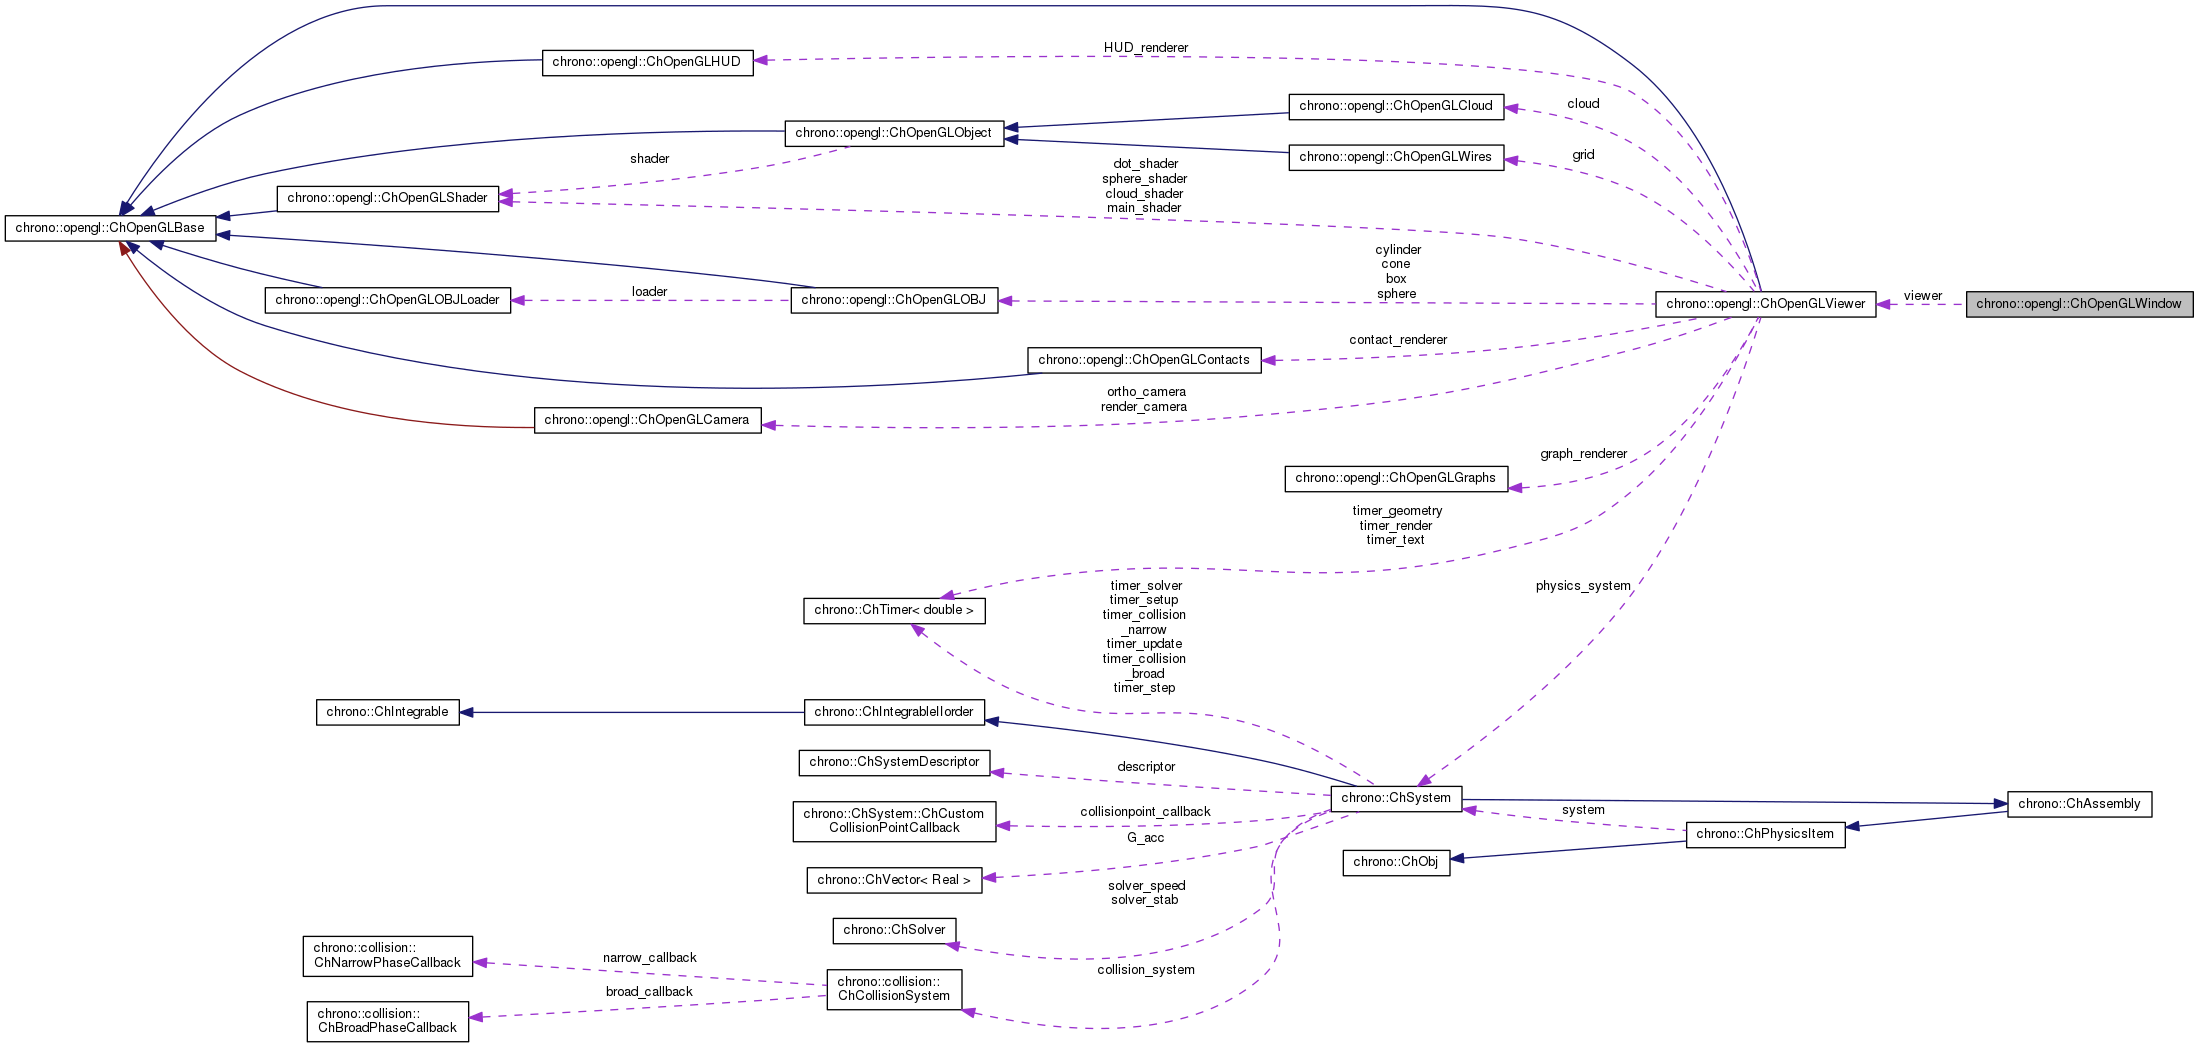 HUD_renderer
chrono::opengl::ChOpenGLHUD
cloud
chrono::opengl::ChOpenGLCloud
chrono::opengl::ChOpenGLObject
shader
grid
chrono::opengl::ChOpenGLWires
dot_shader
sphere_shader
cloud_shader
main_shader
chrono::opengl::ChOpenGLShader
chrono::opengl::ChOpenGLBase
cylinder
cone
box
sphere
chrono::opengl::ChOpenGLOBJLoader
loader
chrono::opengl::ChOpenGLOBJ
chrono::opengl::ChOpenGLViewer
viewer
chrono::opengl::ChOpenGLWindow
contact_renderer
chrono::opengl::ChOpenGLContacts
ortho_camera
render_camera
chrono::opengl::ChOpenGLCamera
graph_renderer
chrono::opengl::ChOpenGLGraphs
timer_geometry
timer_render
timer_text
physics_system
chrono::ChTimer< double >
timer_solver
timer_setup
timer_collision
_narrow
timer_update
timer_collision
_broad
timer_step
chrono::ChIntegrable
chrono::ChIntegrableIIorder
chrono::ChSystemDescriptor
descriptor
chrono::ChSystem
chrono::ChAssembly
chrono::ChSystem::ChCustom
CollisionPointCallback
collisionpoint_callback
system
chrono::ChPhysicsItem
G_acc
chrono::ChObj
chrono::ChVector< Real >
solver_speed
solver_stab
chrono::ChSolver
chrono::collision::
ChNarrowPhaseCallback
narrow_callback
collision_system
chrono::collision::
ChCollisionSystem
broad_callback
chrono::collision::
ChBroadPhaseCallback